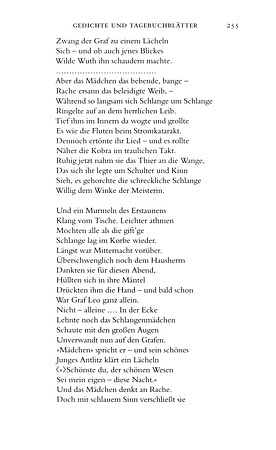 GEDICHTE UND TAGEBUCHBLÄTTER 255
Zwang der Graf zu einem Lächeln
Sich – und ob auch jenes Blickes
Wilde Wuth ihn schaudern machte.
......................................
Aber das Mädchen das bebende, bange –
Rache ersann das beleidigte Weib, –
Während so langsam sich Schlange um Schlange
Ringelte auf an dem herrlichen Leib.
Tief ihm im Innern da wogte und grollte
Es wie die Fluten beim Stromkatarakt.
Dennoch ertönte ihr Lied – und es rollte
Näher die Kobra im traulichen Takt.
Ruhig jetzt nahm sie das Thier an die Wange,
Das sich ihr legte um Schulter und Kinn
Sieh, es gehorchte die schreckliche Schlange
Willig dem Winke der Meisterin.
Und ein Murmeln des Erstaunens
Klang vom Tische. Leichter athmen
Mochten alle als die gift'ge
Schlange lag im Korbe wieder.
Längst war Mitternacht vorüber.
Überschwenglich noch dem Hausherrn
Dankten sie für diesen Abend,
Hüllten sich in ihre Mäntel
Drückten ihm die Hand – und bald schon
War Graf Leo ganz allein.
Nicht – alleine .... In der Ecke
Lehnte noch das Schlangenmädchen
Schaute mit den großen Augen
Unverwandt nun auf den Grafen.
»Mädchen« spricht er – und sein schönes
Junges Antlitz klärt ein Lächeln
⟨»⟩Schönste du, der schönen Wesen
Sei mein eigen – diese Nacht.«
Und das Mädchen denkt an Rache.
Doch mit schlauem Sinn verschließt sie